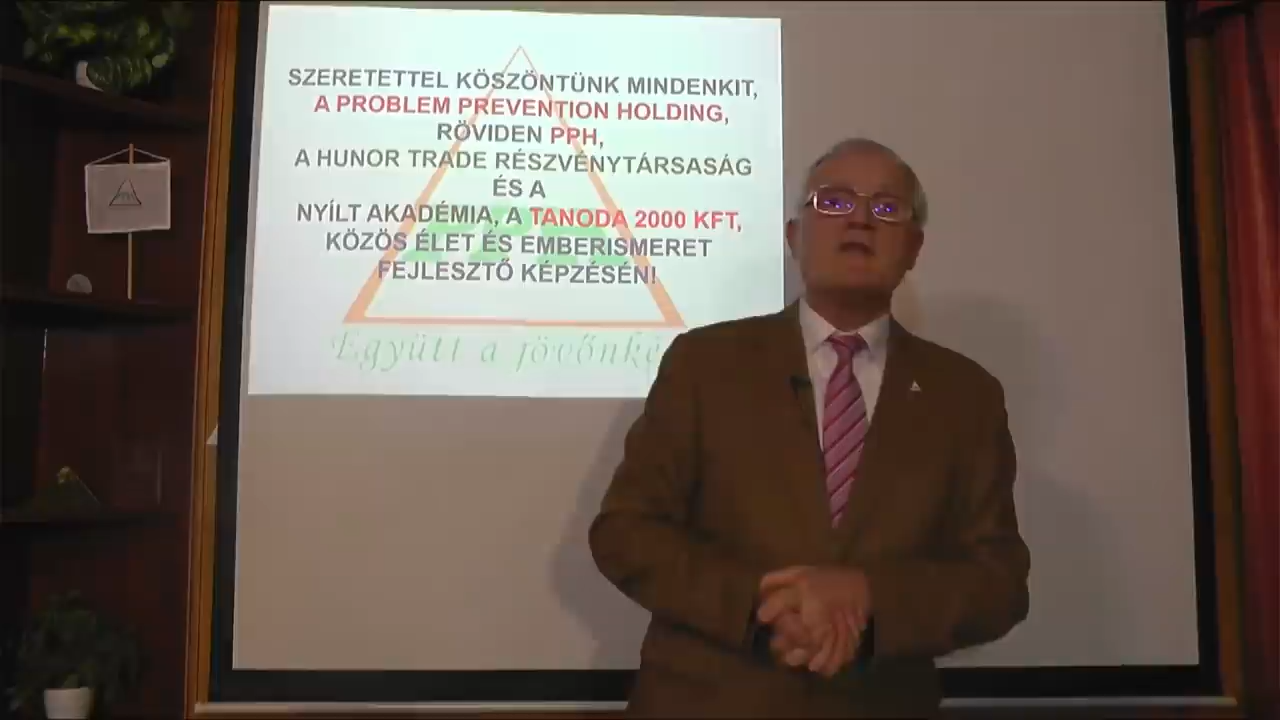 SZERETETTEL KÖSZÖNTÜNK MINDENKIT,
A PROBLEM PREVENTION HOLDING,
RÖVIDEN PPH,
A HUNOR TRADE RÉSZVÉNYTÁRSASÁG
ÉS A
NYÍLT AKADÉMIA, A TANODA 2000 KFT,
KÖZÖS ÉLET ÉS EMBERISMERET
FEJLESZTŐ KÉPZÉSÉN!
PPH
Együtt a